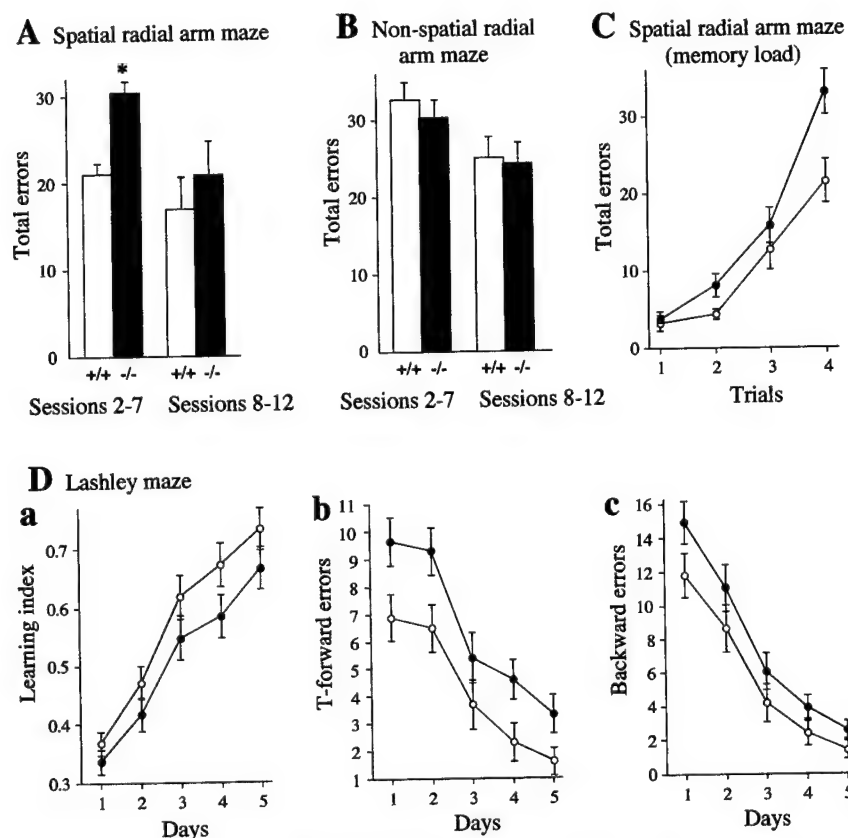 A Spatial radial arm maze
Total errors
30
20
10
0
*
+/+ -/- +/+ -/-
Sessions 2-7 Sessions 8-12
B Non-spatial radial
arm maze
Total errors
30
20
10
0
+/+ -/- +/+ -/-
Sessions 2-7 Sessions 8-12
C Spatial radial arm maze
(memory load)
Total errors
30
20
10
0
1 2 3 4
Trials
D Lashley maze
a
Learning index
0.7
0.6
0.5
0.4
0.3
1 2 3 4 5
Days
b
T-forward errors
11
10
9
8
7
6
5
4
3
2
1
1 2 3 4 5
Days
c
Backward errors
16
14
12
10
8
6
4
2
0
1 2 3 4 5
Days